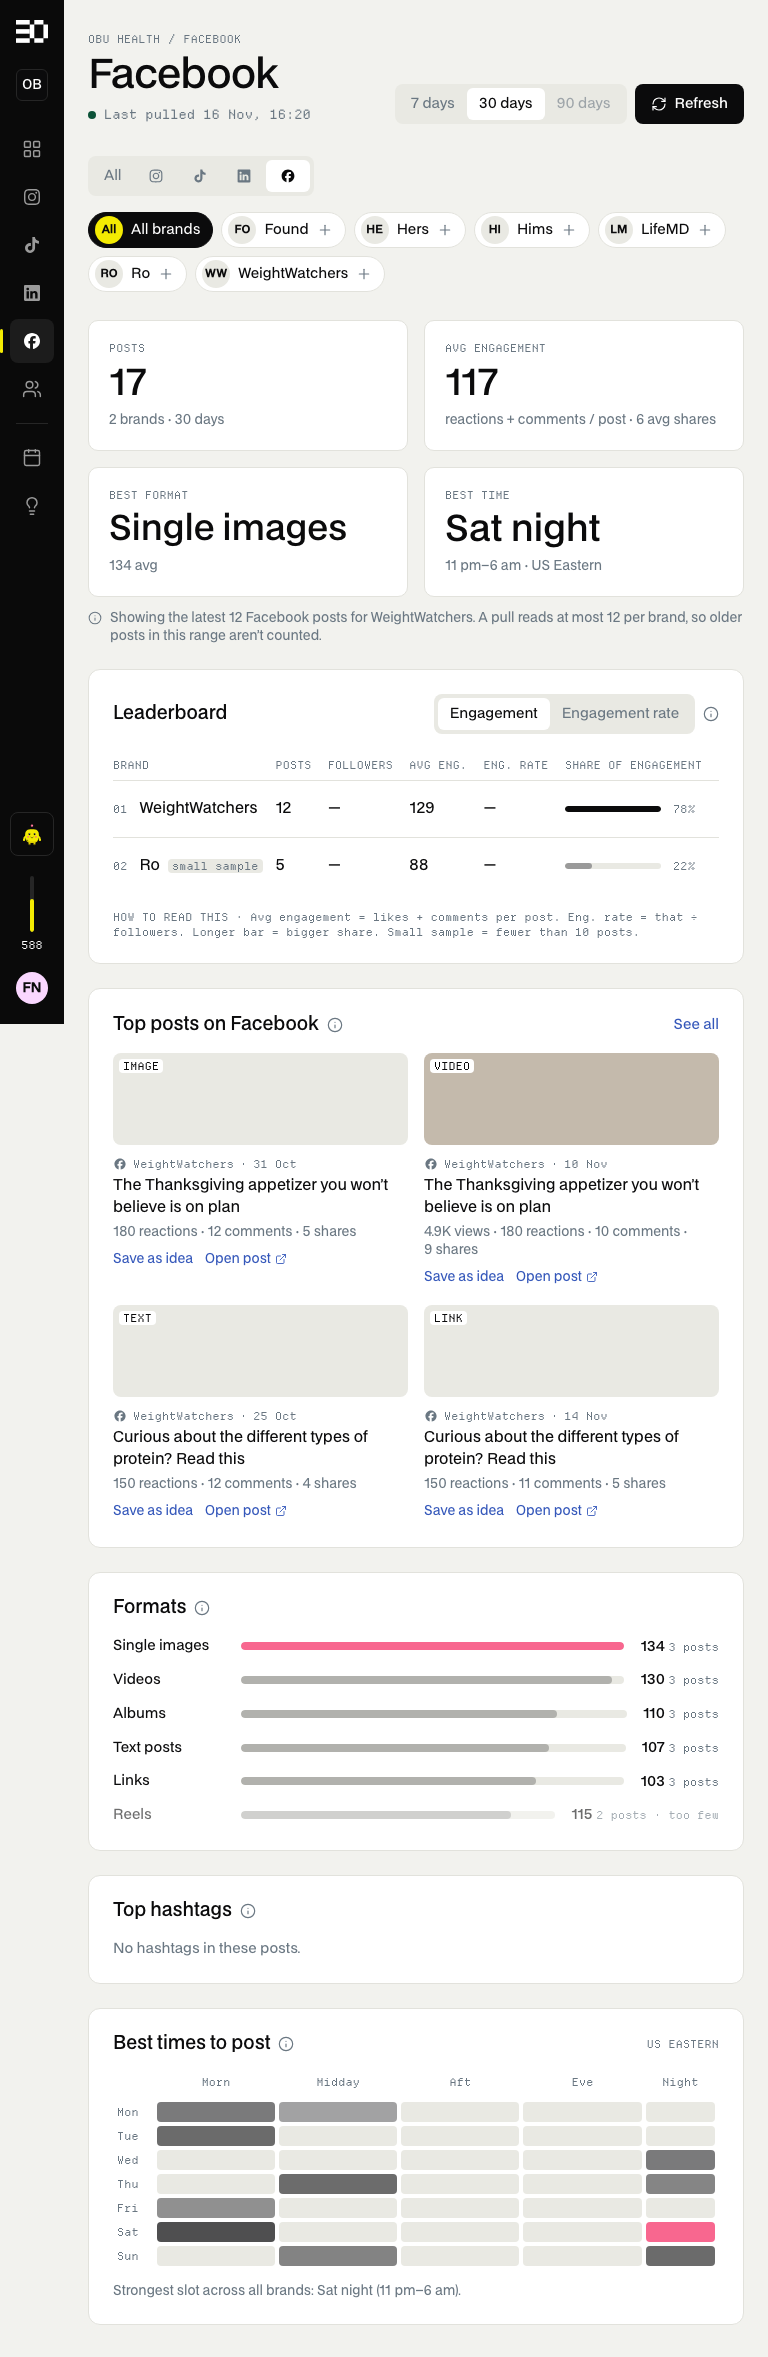 OBU HEALTH / FACEBOOK
Facebook
Last pulled 16 Nov, 16:20
7 days 30 days 90 days Refresh
OB
All
All All brands FO Found HE Hers HI Hims LM LifeMD
RO Ro WW WeightWatchers
POSTS
17
2 brands · 30 days
AVG ENGAGEMENT
117
reactions + comments / post · 6 avg shares
BEST FORMAT
Single images
134 avg
BEST TIME
Sat night
11 pm–6 am · US Eastern
Showing the latest 12 Facebook posts for WeightWatchers. A pull reads at most 12 per brand, so older
posts in this range aren't counted.
Leaderboard
Engagement Engagement rate
BRAND POSTS FOLLOWERS AVG ENG. ENG. RATE SHARE OF ENGAGEMENT
01 WeightWatchers 12 — 129 — 78%
02 Ro small sample 5 — 88 — 22%
HOW TO READ THIS · Avg engagement = likes + comments per post. Eng. rate = that ÷
followers. Longer bar = bigger share. Small sample = fewer than 10 posts.
588
FN
Top posts on Facebook
See all
IMAGE
WeightWatchers · 31 Oct
The Thanksgiving appetizer you won't
believe is on plan
180 reactions · 12 comments · 5 shares
Save as idea Open post
VIDEO
WeightWatchers · 10 Nov
The Thanksgiving appetizer you won't
believe is on plan
4.9K views · 180 reactions · 10 comments ·
9 shares
Save as idea Open post
TEXT
WeightWatchers · 25 Oct
Curious about the different types of
protein? Read this
150 reactions · 12 comments · 4 shares
Save as idea Open post
LINK
WeightWatchers · 14 Nov
Curious about the different types of
protein? Read this
150 reactions · 11 comments · 5 shares
Save as idea Open post
Formats
Single images 134 3 posts
Videos 130 3 posts
Albums 110 3 posts
Text posts 107 3 posts
Links 103 3 posts
Reels 115 2 posts · too few
Top hashtags
No hashtags in these posts.
Best times to post
US EASTERN
Morn Midday Aft Eve Night
Mon
Tue
Wed
Thu
Fri
Sat
Sun
Strongest slot across all brands: Sat night (11 pm–6 am).